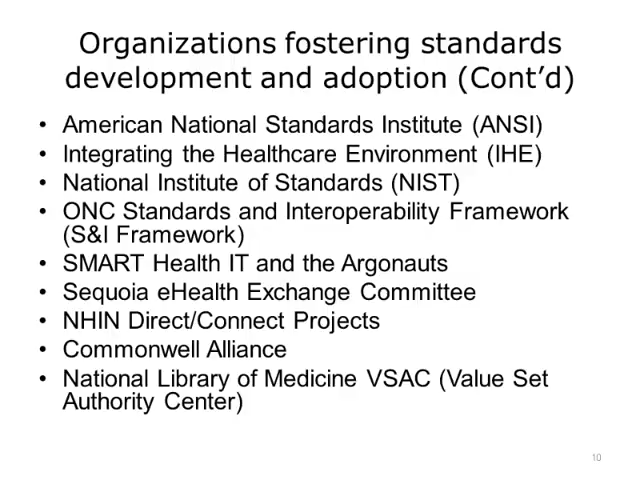 Organizations fostering standards
development and adoption (Cont’d)
• American National Standards Institute (ANSI)
• Integrating the Healthcare Environment (IHE)
• National Institute of Standards (NIST)
• ONC Standards and Interoperability Framework
(S&I Framework)
• SMART Health IT and the Argonauts
• Sequoia eHealth Exchange Committee
• NHIN Direct/Connect Projects
• Commonwell Alliance
• National Library of Medicine VSAC (Value Set
Authority Center)
10